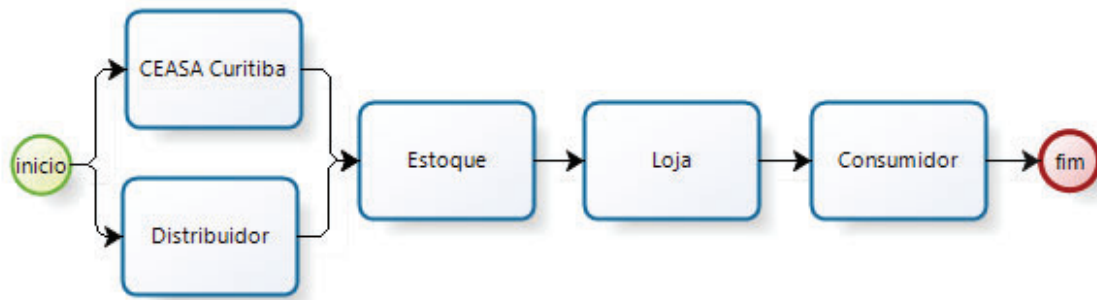 CEASA Curitiba
inicio
Distribuidor
Estoque
Loja
Consumidor
fim